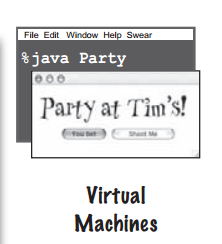 File Edit Window Help Swear
%java Party
Party at Tim's!
You bet Shoot Me
Virtual
Machines